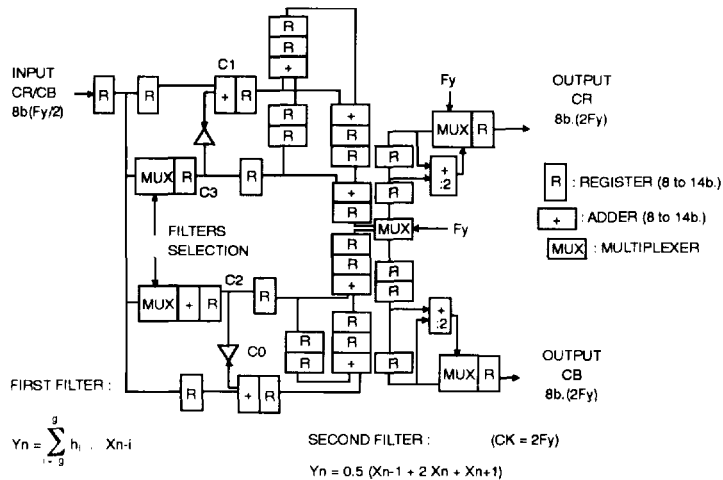 INPUT
CR/CB
8b(Fy/2)
R
R
C1
+ R
R
R
+
R
R
+
R
R
MUX R
C3
R
+
R
FILTERS
SELECTION
MUX
Fy
Fy
MUX R
OUTPUT
CR
8b.(2Fy)
R
R
+
:2
R : REGISTER (8 to 14b.)
+ : ADDER (8 to 14b.)
MUX : MULTIPLEXER
MUX + R
C2
R
R
R
+
R
R
R
R
+
C0
R
+ R
R
R
R
+
:2
MUX R
OUTPUT
CB
8b.(2Fy)
FIRST FILTER :
Yn = g ∑ i=-g hi . Xn-i
SECOND FILTER : (CK = 2Fy)
Yn = 0.5 (Xn-1 + 2 Xn + Xn+1)